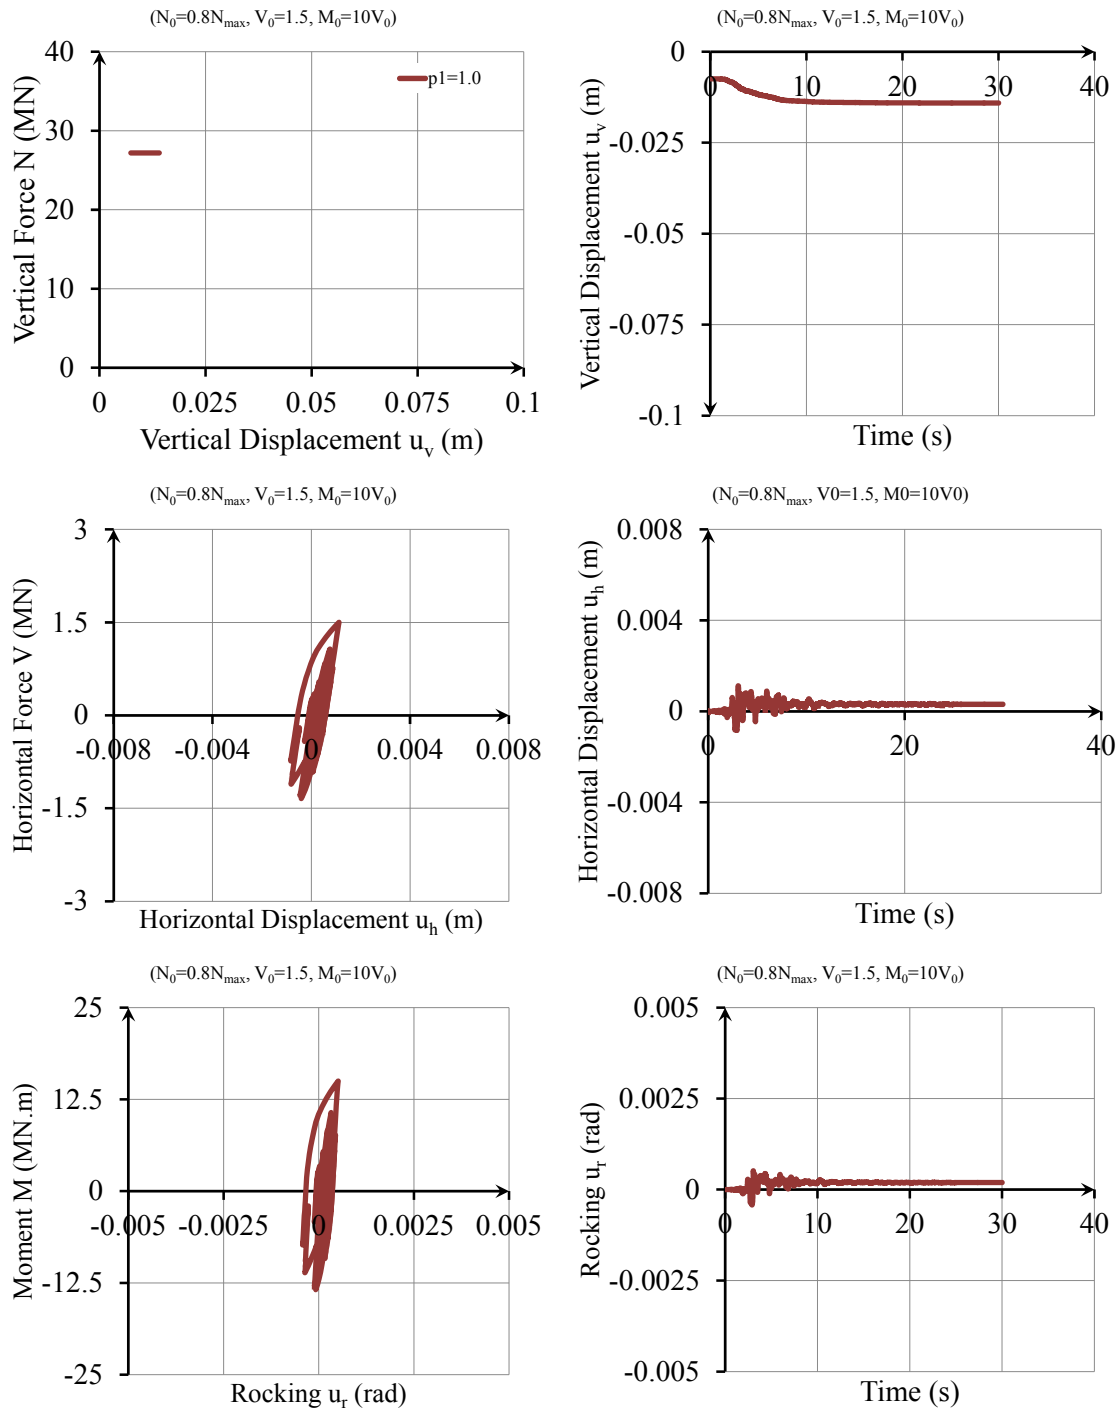 (N₀=0.8Nₘₐₓ, V₀=1.5, M₀=10V₀)
40
30
20
10
0
p1=1.0
0 0.025 0.05 0.075 0.1
Vertical Force N (MN)
Vertical Displacement uᵥ (m)
(N₀=0.8Nₘₐₓ, V₀=1.5, M₀=10V₀)
0
-0.025
-0.05
-0.075
-0.1
0 10 20 30 40
Vertical Displacement uᵥ (m)
Time (s)
(N₀=0.8Nₘₐₓ, V₀=1.5, M₀=10V₀)
3
1.5
0
-1.5
-3
-0.008 -0.004 0 0.004 0.008
Horizontal Force V (MN)
Horizontal Displacement uₕ (m)
(N₀=0.8Nₘₐₓ, V0=1.5, M0=10V0)
0.008
0.004
0
-0.004
-0.008
0 20 40
Horizontal Displacement uₕ (m)
Time (s)
(N₀=0.8Nₘₐₓ, V₀=1.5, M₀=10V₀)
25
12.5
0
-12.5
-25
-0.005 -0.0025 0 0.0025 0.005
Moment M (MN.m)
Rocking uᵣ (rad)
(N₀=0.8Nₘₐₓ, V₀=1.5, M₀=10V₀)
0.005
0.0025
0
-0.0025
-0.005
0 10 20 30 40
Rocking uᵣ (rad)
Time (s)